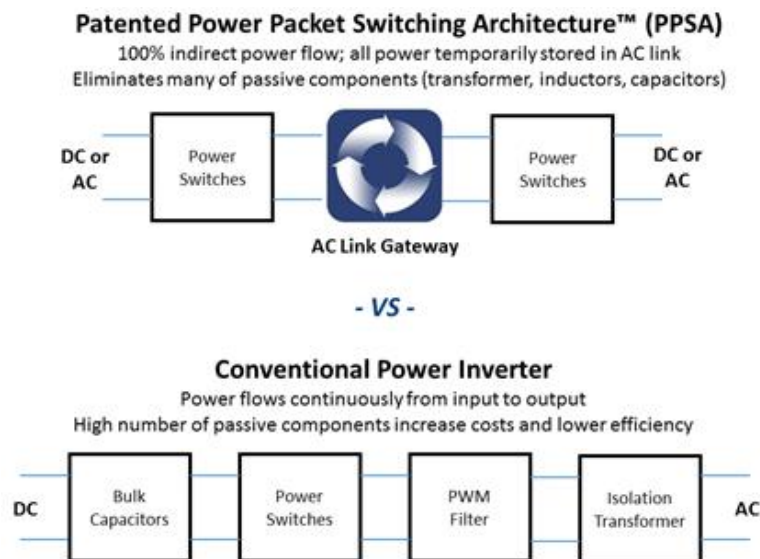 Patented Power Packet Switching Architecture™ (PPSA)
100% indirect power flow; all power temporarily stored in AC link
Eliminates many of passive components (transformer, inductors, capacitors)
DC or
AC
Power
Switches
Power
Switches
DC or
AC
AC Link Gateway
- VS -
Conventional Power Inverter
Power flows continuously from input to output
High number of passive components increase costs and lower efficiency
DC
Bulk
Capacitors
Power
Switches
PWM
Filter
Isolation
Transformer
AC